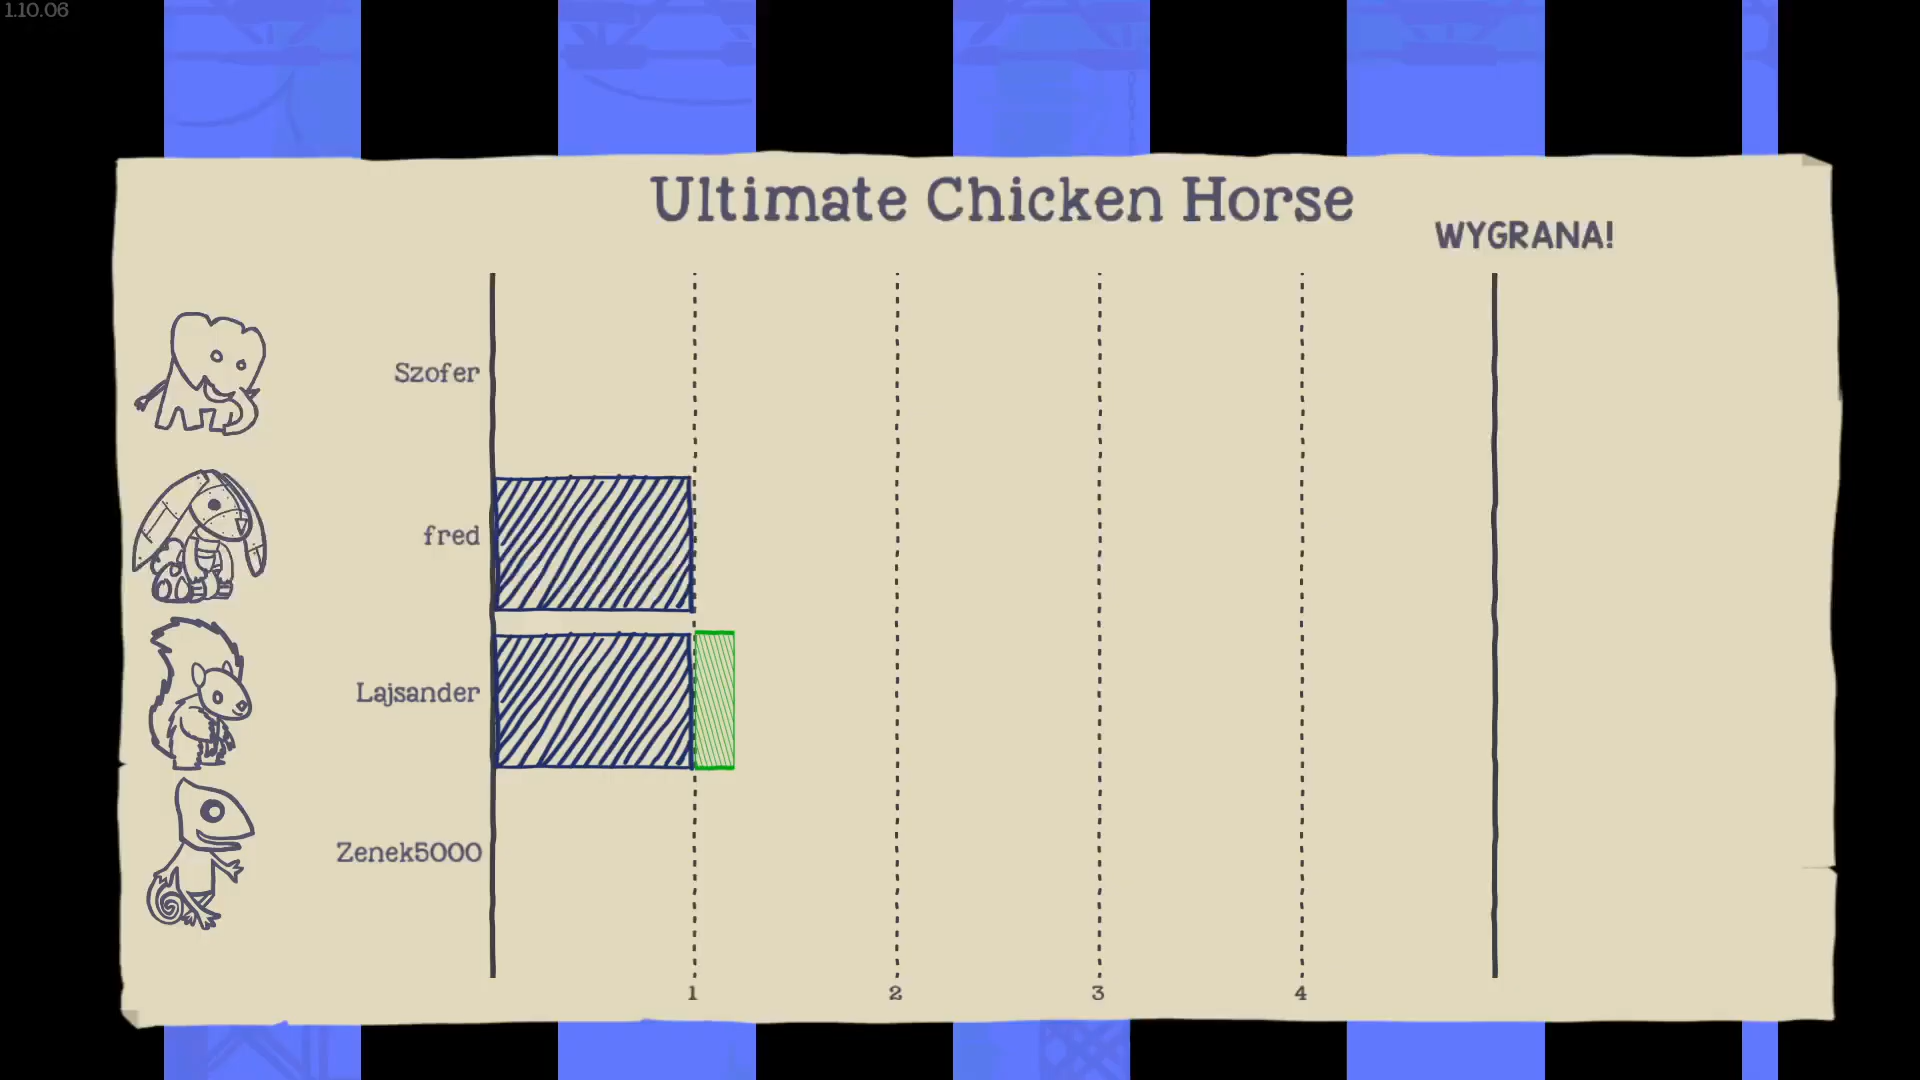 1.10.06
Ultimate Chicken Horse
WYGRANA!
Szofer
fred
Lajsander
Zenek5000
1 2 3 4